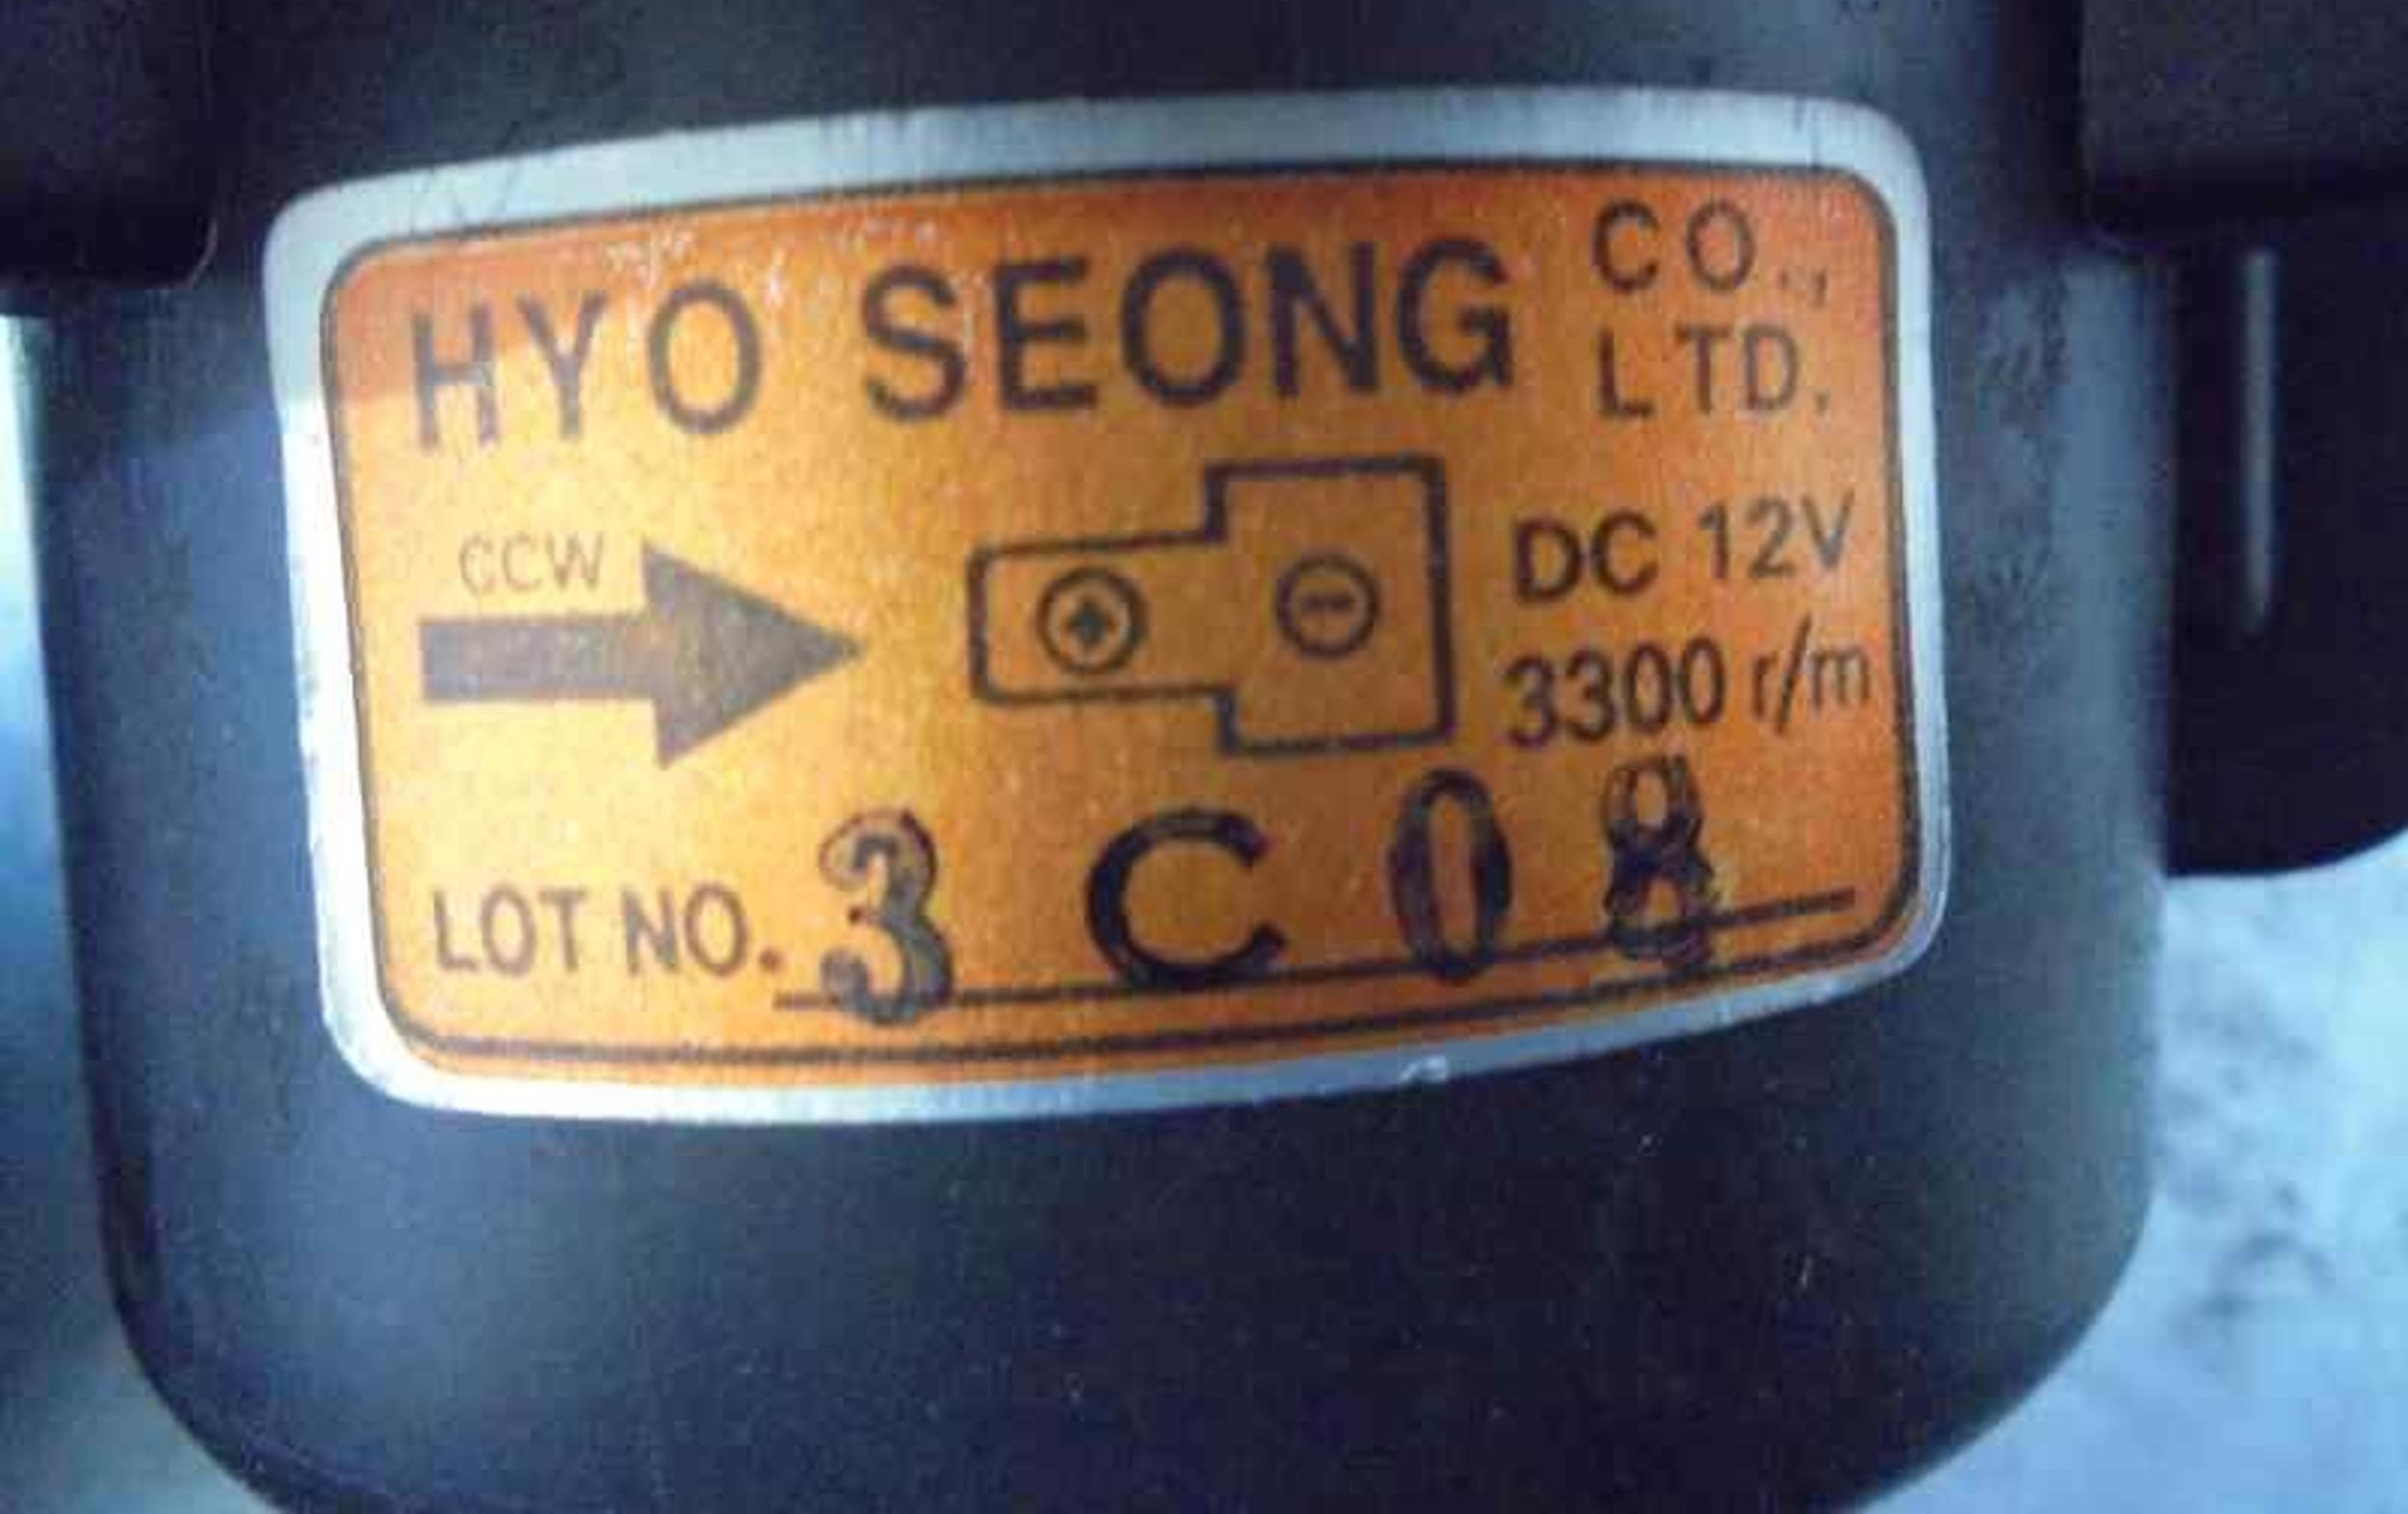 HYO SEONG CO.,
LTD.
CCW
DC 12V
3300 r/m
LOT NO. 3 C 0 8